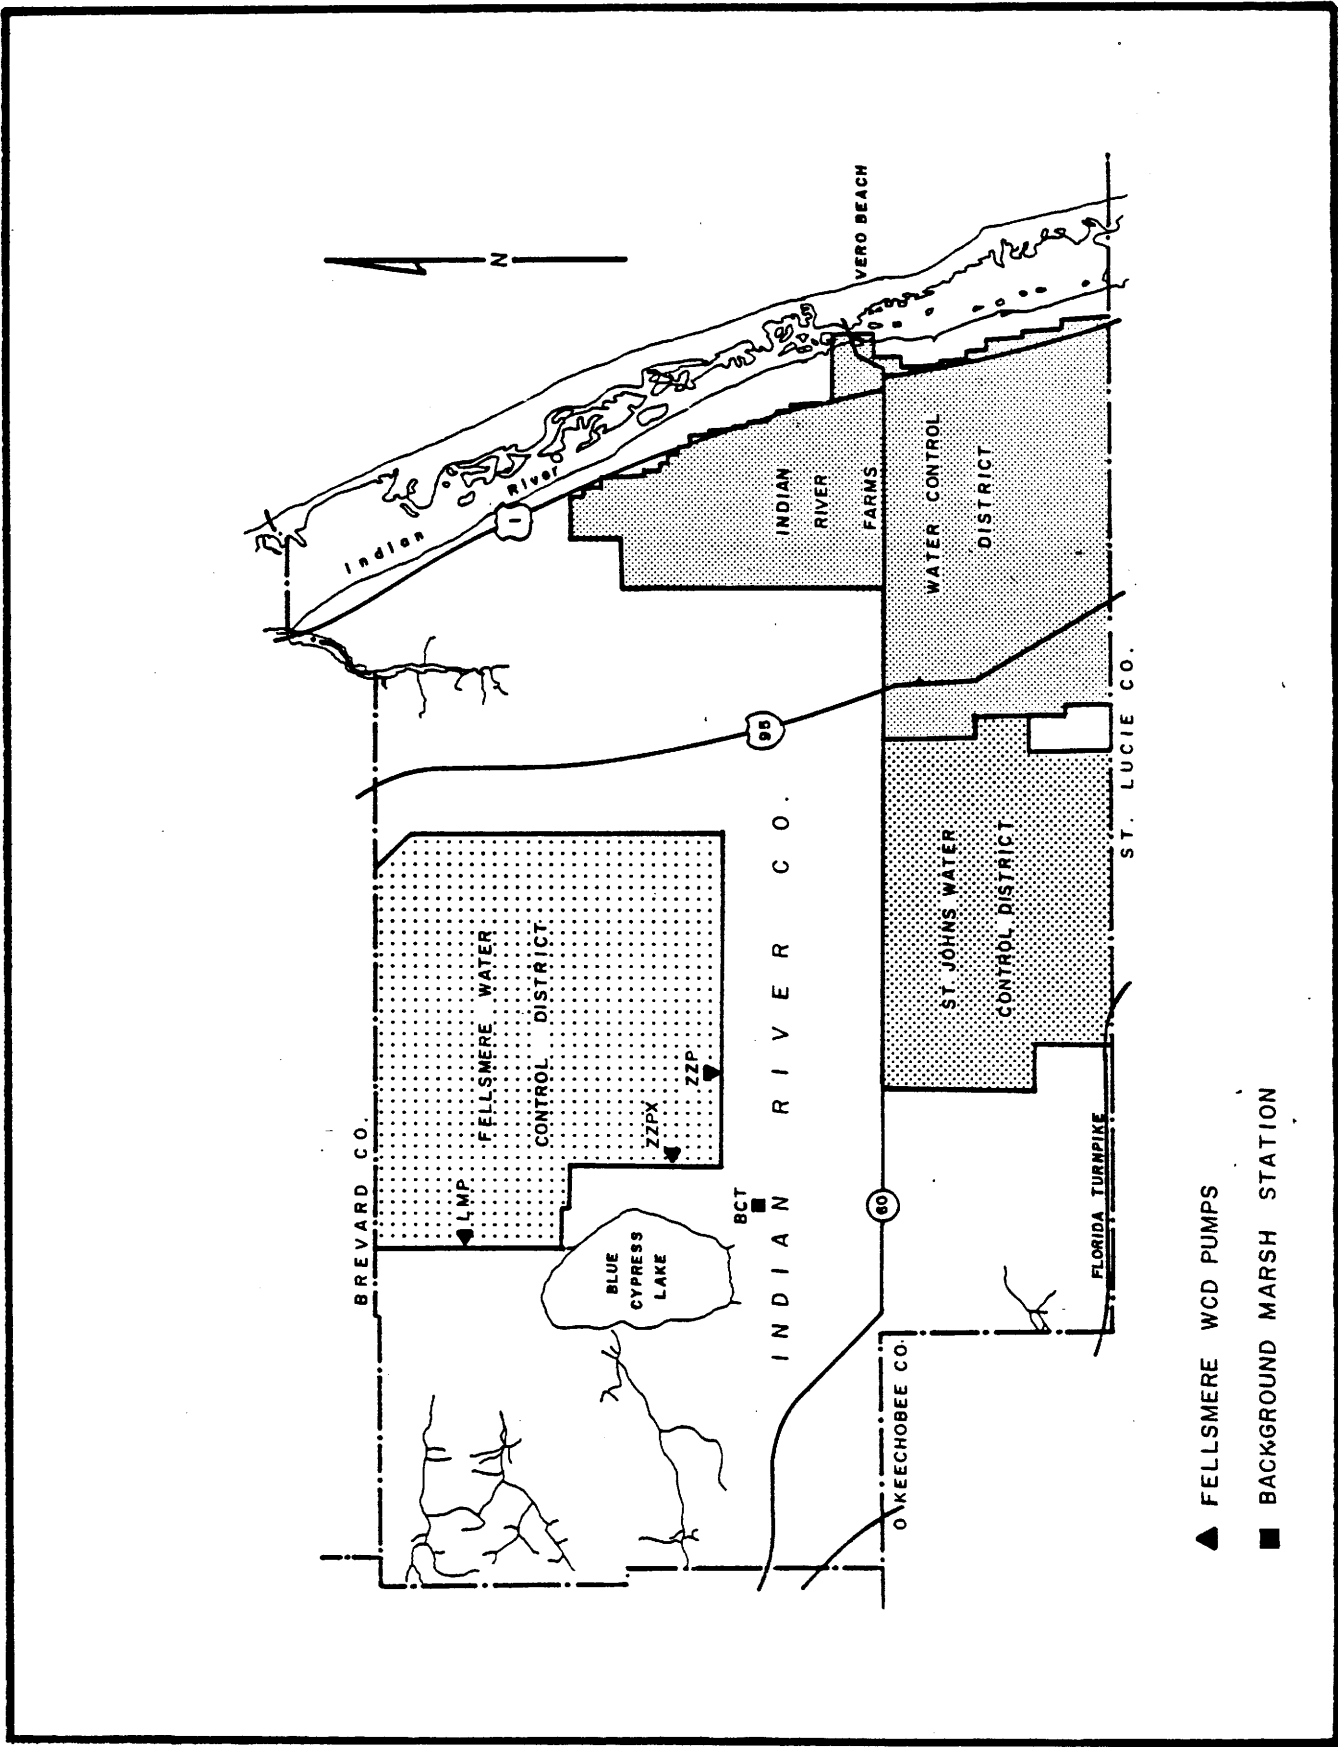 BREVARD CO.
LMP
FELLSMERE WATER
CONTROL DISTRICT
ZZPX
ZZP
BLUE
CYPRESS
LAKE
BCT
INDIAN RIVER CO.
95
1
Indian River
N
VERO BEACH
INDIAN
RIVER
FARMS
WATER CONTROL
DISTRICT
60
ST. JOHNS WATER
CONTROL DISTRICT
OKEECHOBEE CO.
FLORIDA TURNPIKE
ST. LUCIE CO.
FELLSMERE WCD PUMPS
BACKGROUND MARSH STATION